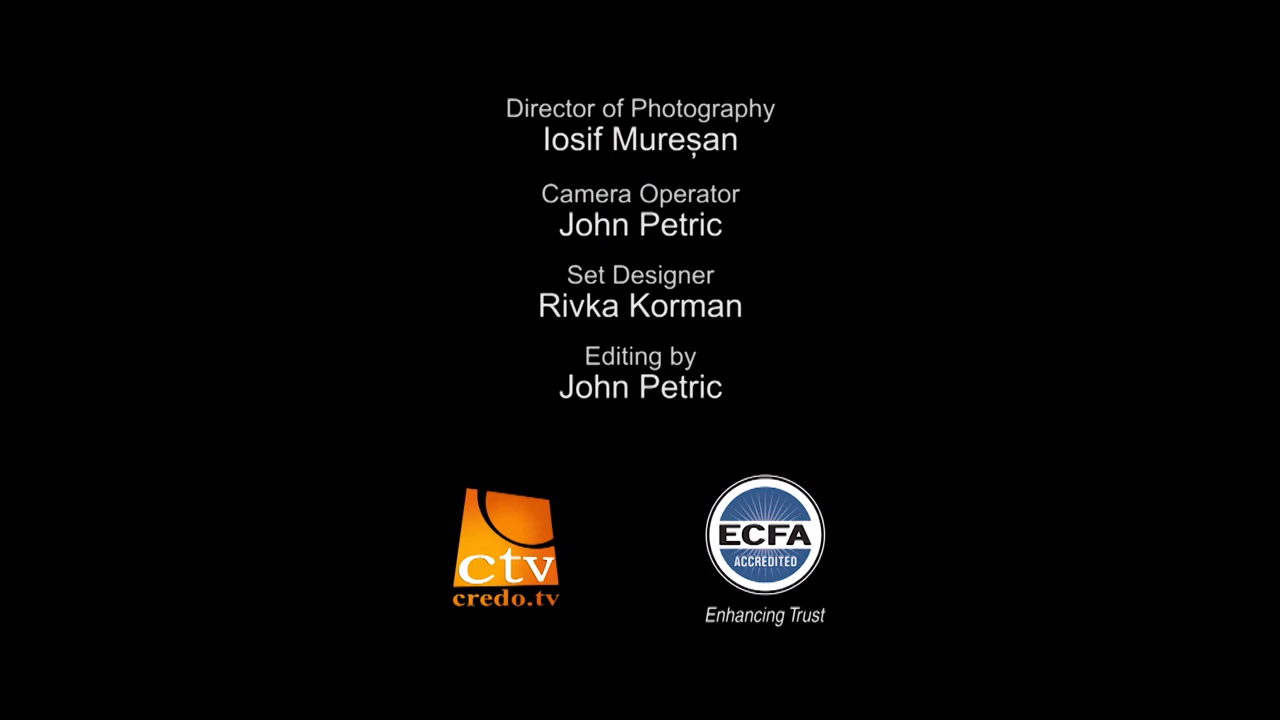 Director of Photography
Iosif Mureșan
Camera Operator
John Petric
Set Designer
Rivka Korman
Editing by
John Petric
ctv
credo.tv
ECFA
ACCREDITED
Enhancing Trust